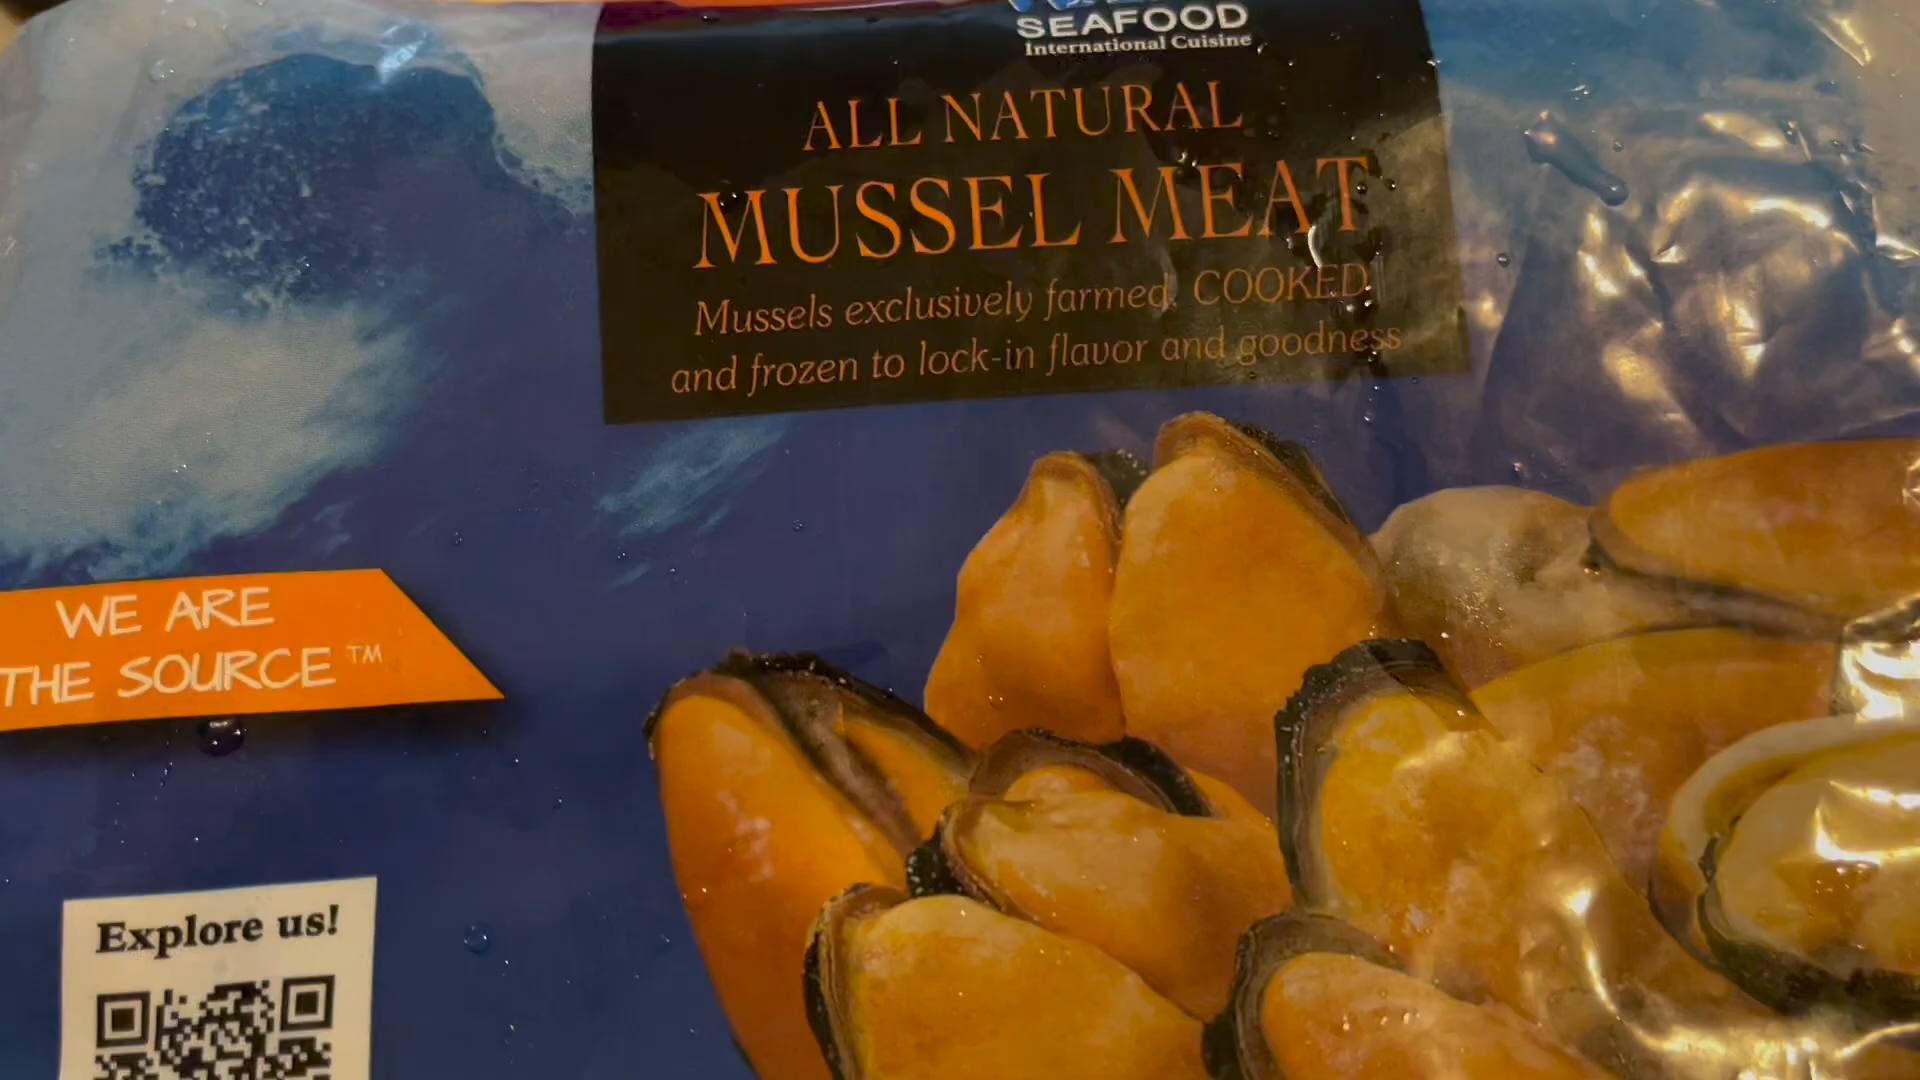 SEAFOOD
International Cuisine
ALL NATURAL
MUSSEL MEAT
Mussels exclusively farmed, COOKED,
and frozen to lock-in flavor and goodness
WE ARE
THE SOURCE™
Explore us!